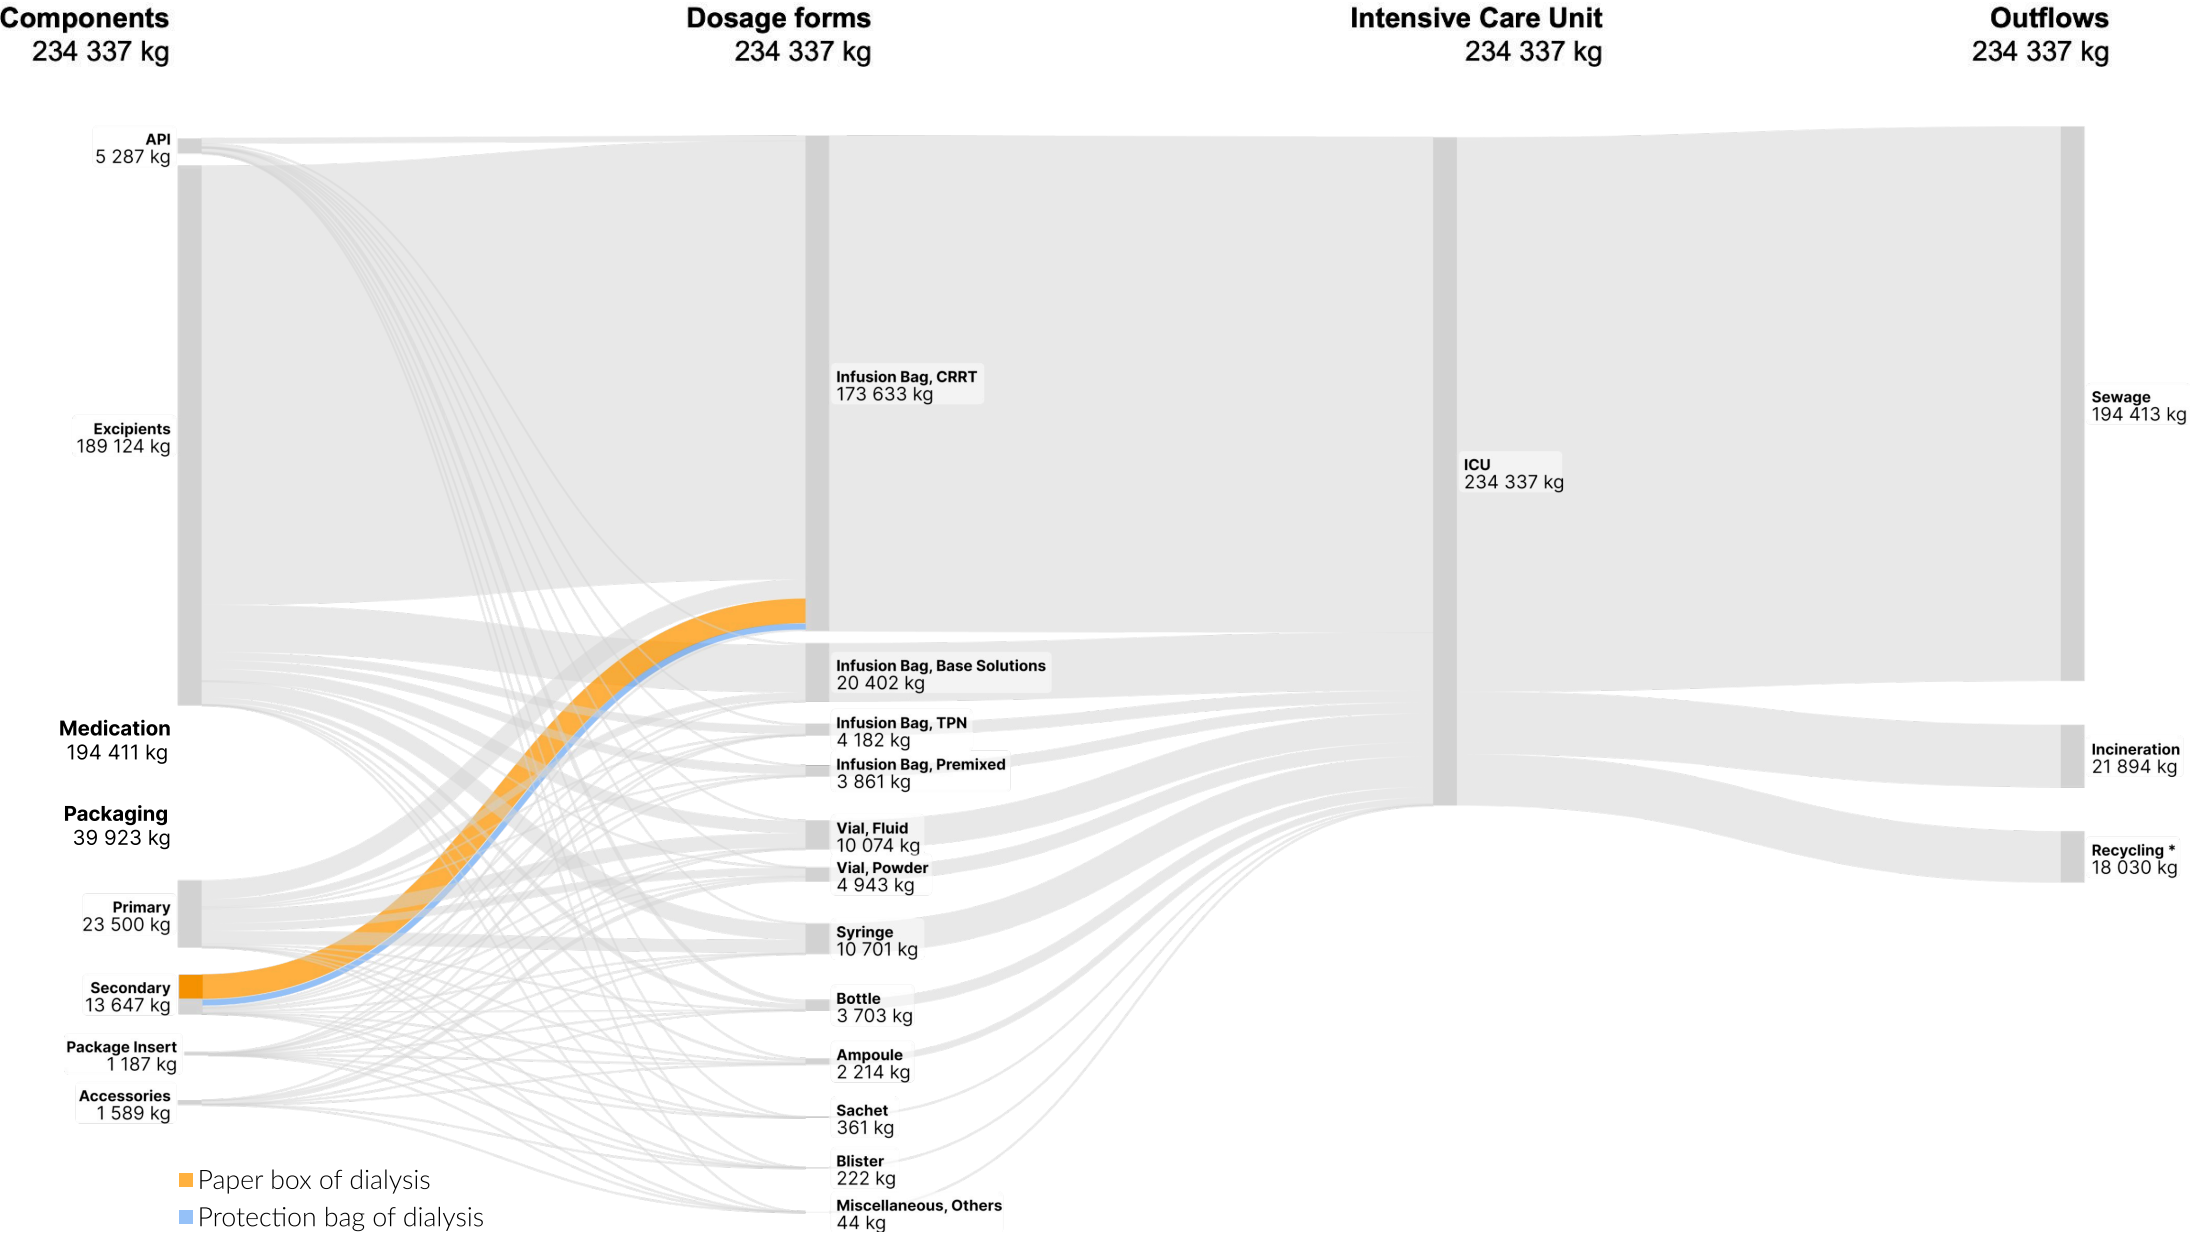 Components
234 337 kg
Dosage forms
234 337 kg
Intensive Care Unit
234 337 kg
Outflows
234 337 kg
API
5 287 kg
Excipients
189 124 kg
Medication
194 411 kg
Packaging
39 923 kg
Primary
23 500 kg
Secondary
13 647 kg
Package Insert
1 187 kg
Accessories
1 589 kg
Infusion Bag, CRRT
173 633 kg
Infusion Bag, Base Solutions
20 402 kg
Infusion Bag, TPN
4 182 kg
Infusion Bag, Premixed
3 861 kg
Vial, Fluid
10 074 kg
Vial, Powder
4 943 kg
Syringe
10 701 kg
Bottle
3 703 kg
Ampoule
2 214 kg
Sachet
361 kg
Blister
222 kg
Miscellaneous, Others
44 kg
ICU
234 337 kg
Sewage
194 413 kg
Incineration
21 894 kg
Recycling *
18 030 kg
Paper box of dialysis
Protection bag of dialysis